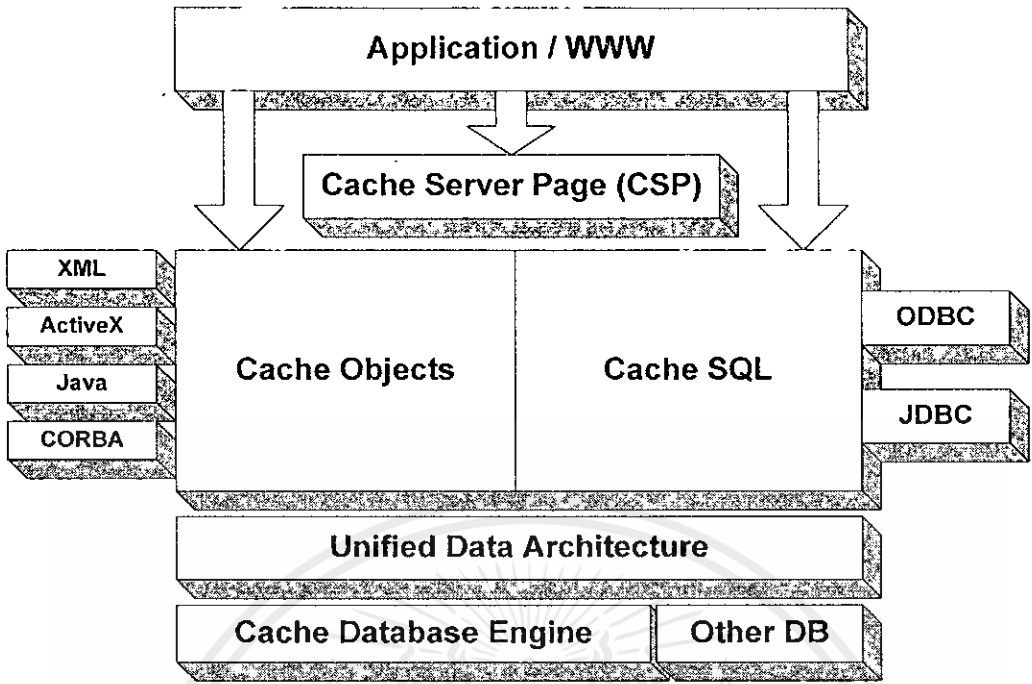 Application / WWW
Cache Server Page (CSP)
XML
ActiveX
Java
CORBA
Cache Objects
Cache SQL
ODBC
JDBC
Unified Data Architecture
Cache Database Engine
Other DB